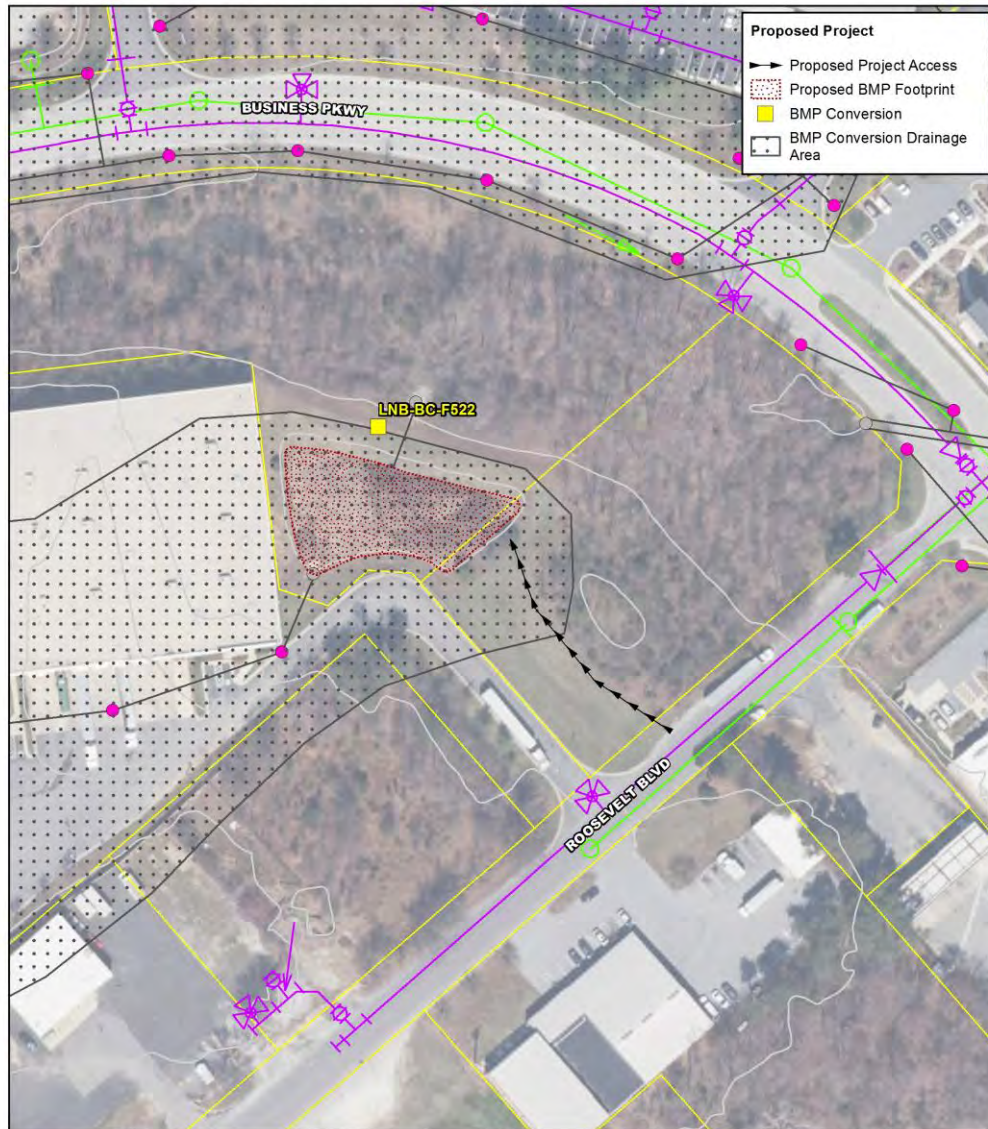 Proposed Project
Proposed Project Access
Proposed BMP Footprint
BMP Conversion
BMP Conversion Drainage
Area
BUSINESS PKWY
LNB-BC-F522
ROOSEVELT BLVD